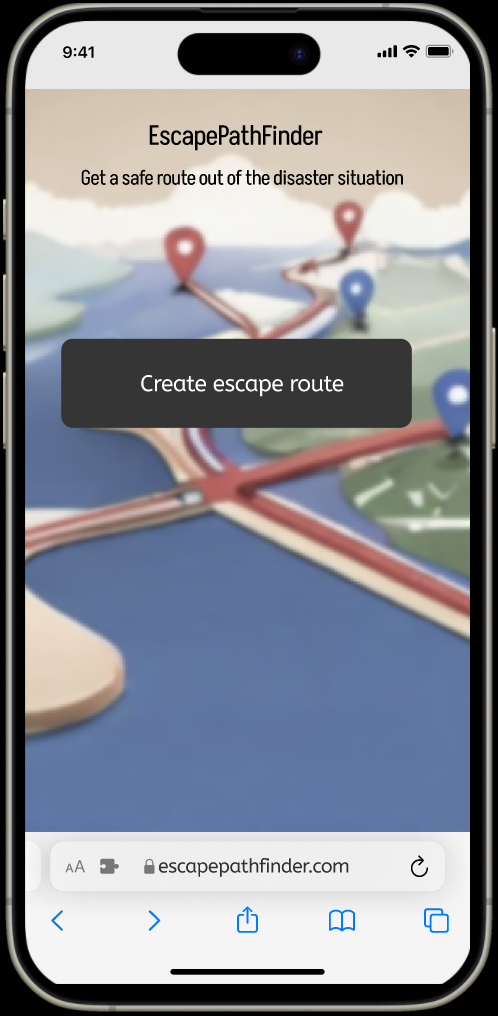 9:41
EscapePathFinder
Get a safe route out of the disaster situation
Create escape route
AA escapepathfinder.com